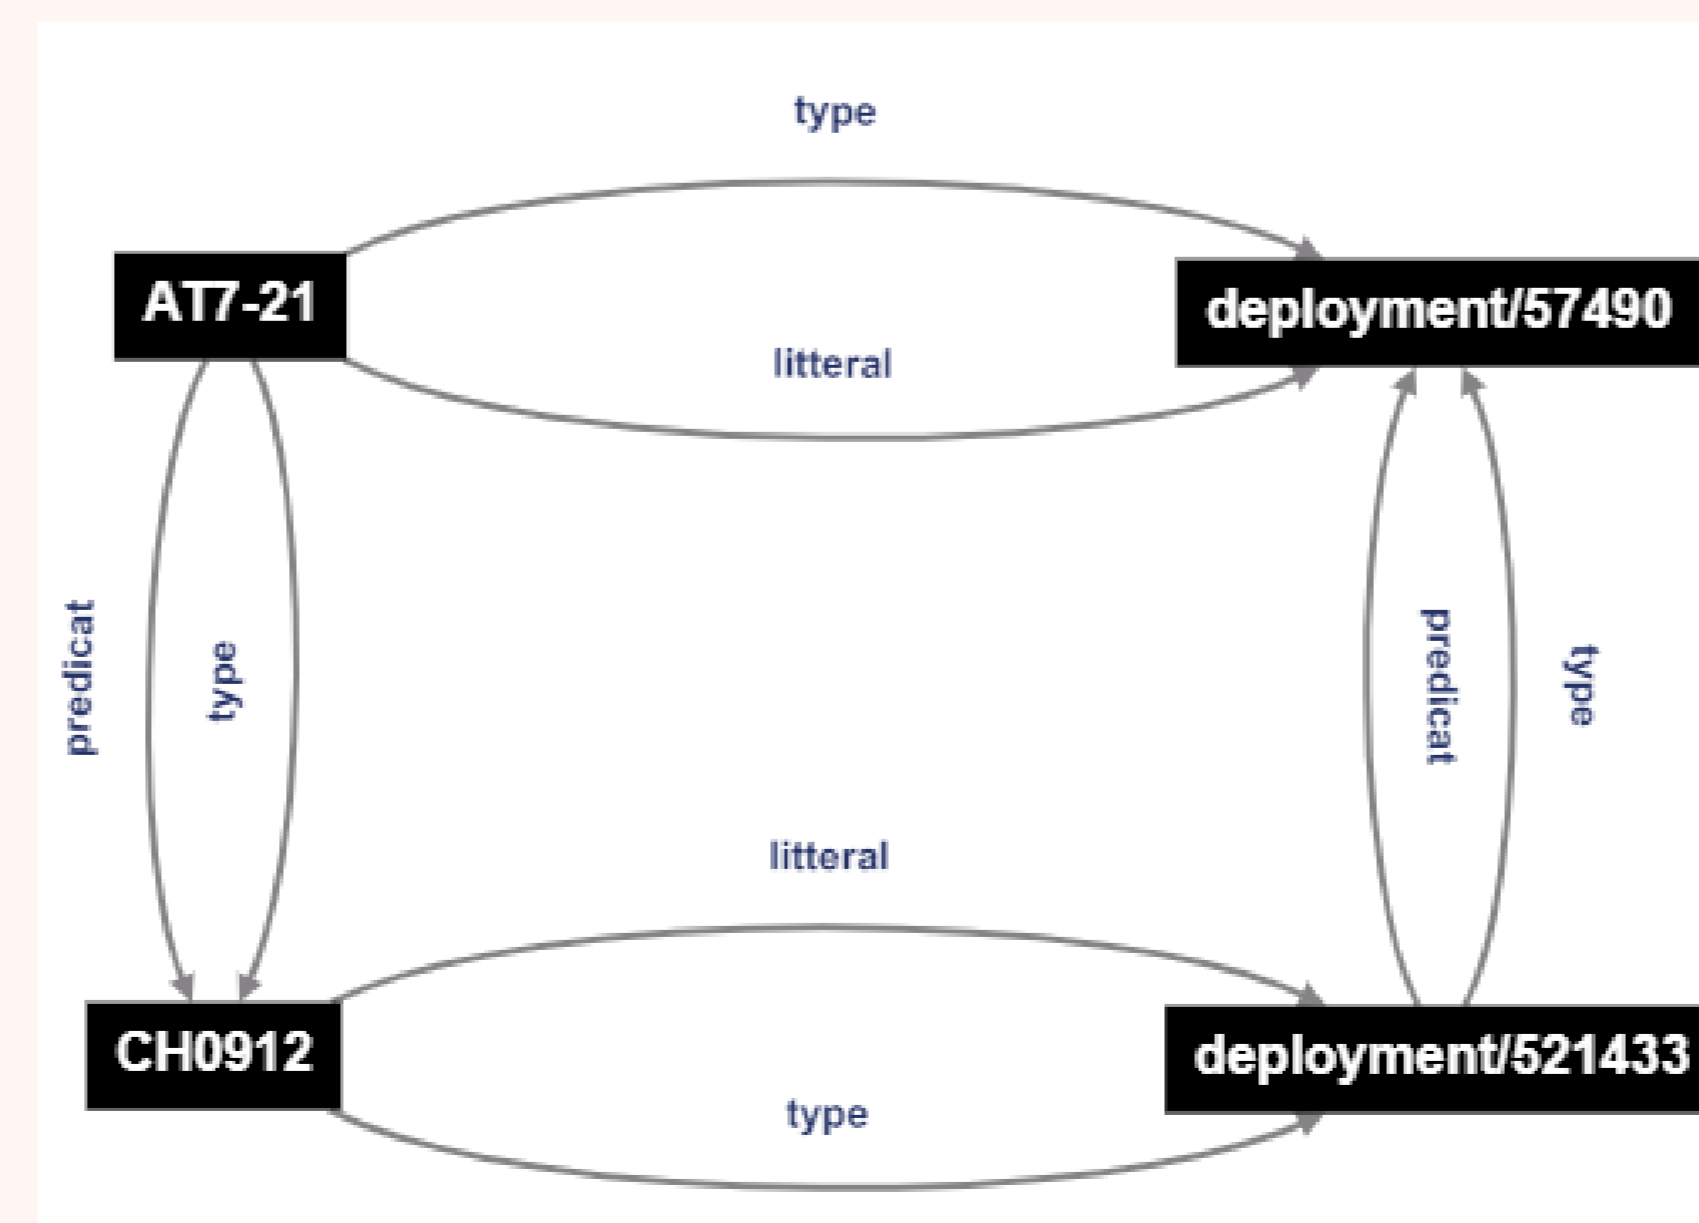 type
AT7-21
deployment/57490
litteral
predicat
type
predicat
type
litteral
CH0912
deployment/521433
type